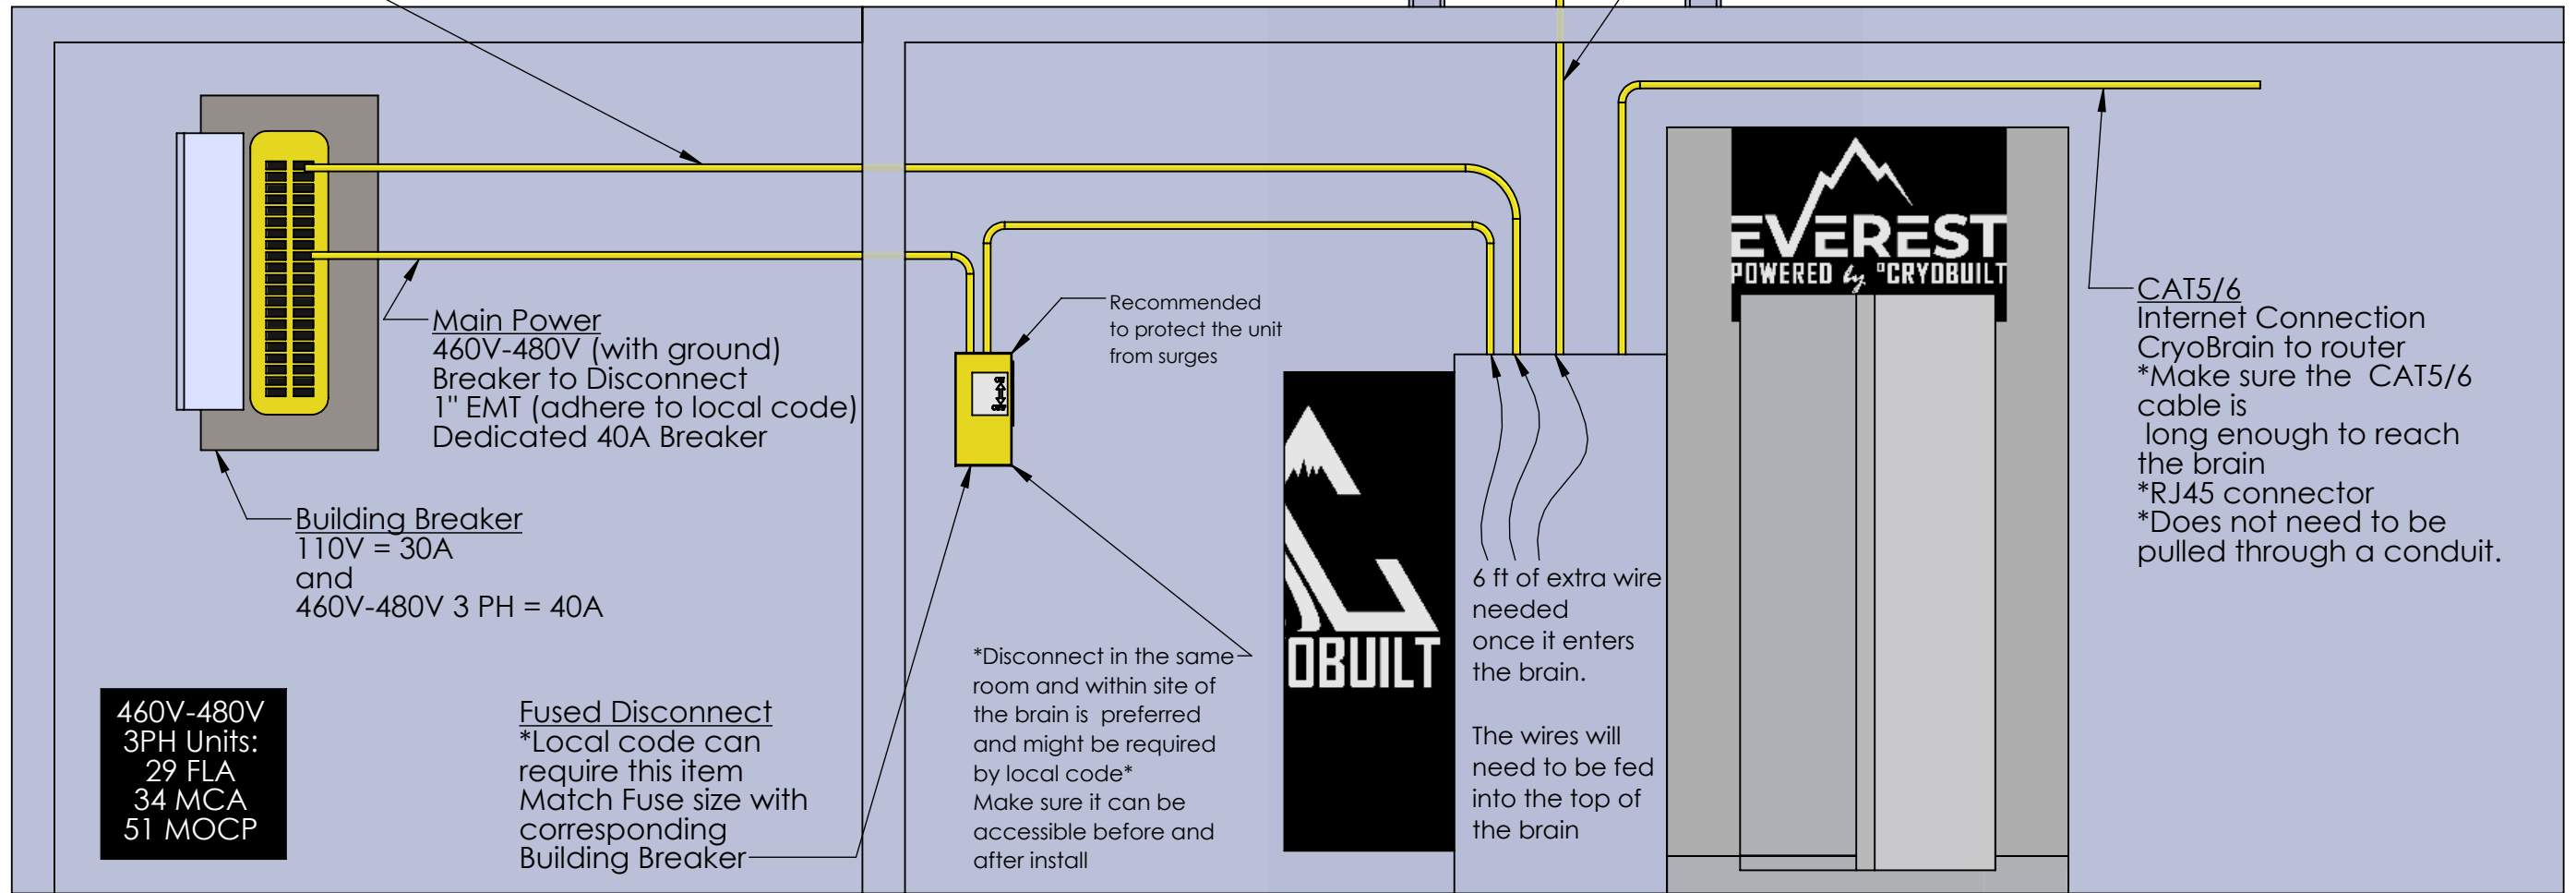 EVEREST
POWERED by °CRYOBUILT
Main Power
460V-480V (with ground)
Breaker to Disconnect
1" EMT (adhere to local code)
Dedicated 40A Breaker
Recommended
to protect the unit
from surges
ON
OFF
CAT5/6
Internet Connection
CryoBrain to router
*Make sure the CAT5/6
cable is
long enough to reach
the brain
*RJ45 connector
*Does not need to be
pulled through a conduit.
Building Breaker
110V = 30A
and
460V-480V 3 PH = 40A
460V-480V
3PH Units:
29 FLA
34 MCA
51 MOCP
Fused Disconnect
*Local code can
require this item
Match Fuse size with
corresponding
Building Breaker
*Disconnect in the same
room and within site of
the brain is preferred
and might be required
by local code*
Make sure it can be
accessible before and
after install
OBUILT
6 ft of extra wire
needed
once it enters
the brain.
The wires will
need to be fed
into the top of
the brain